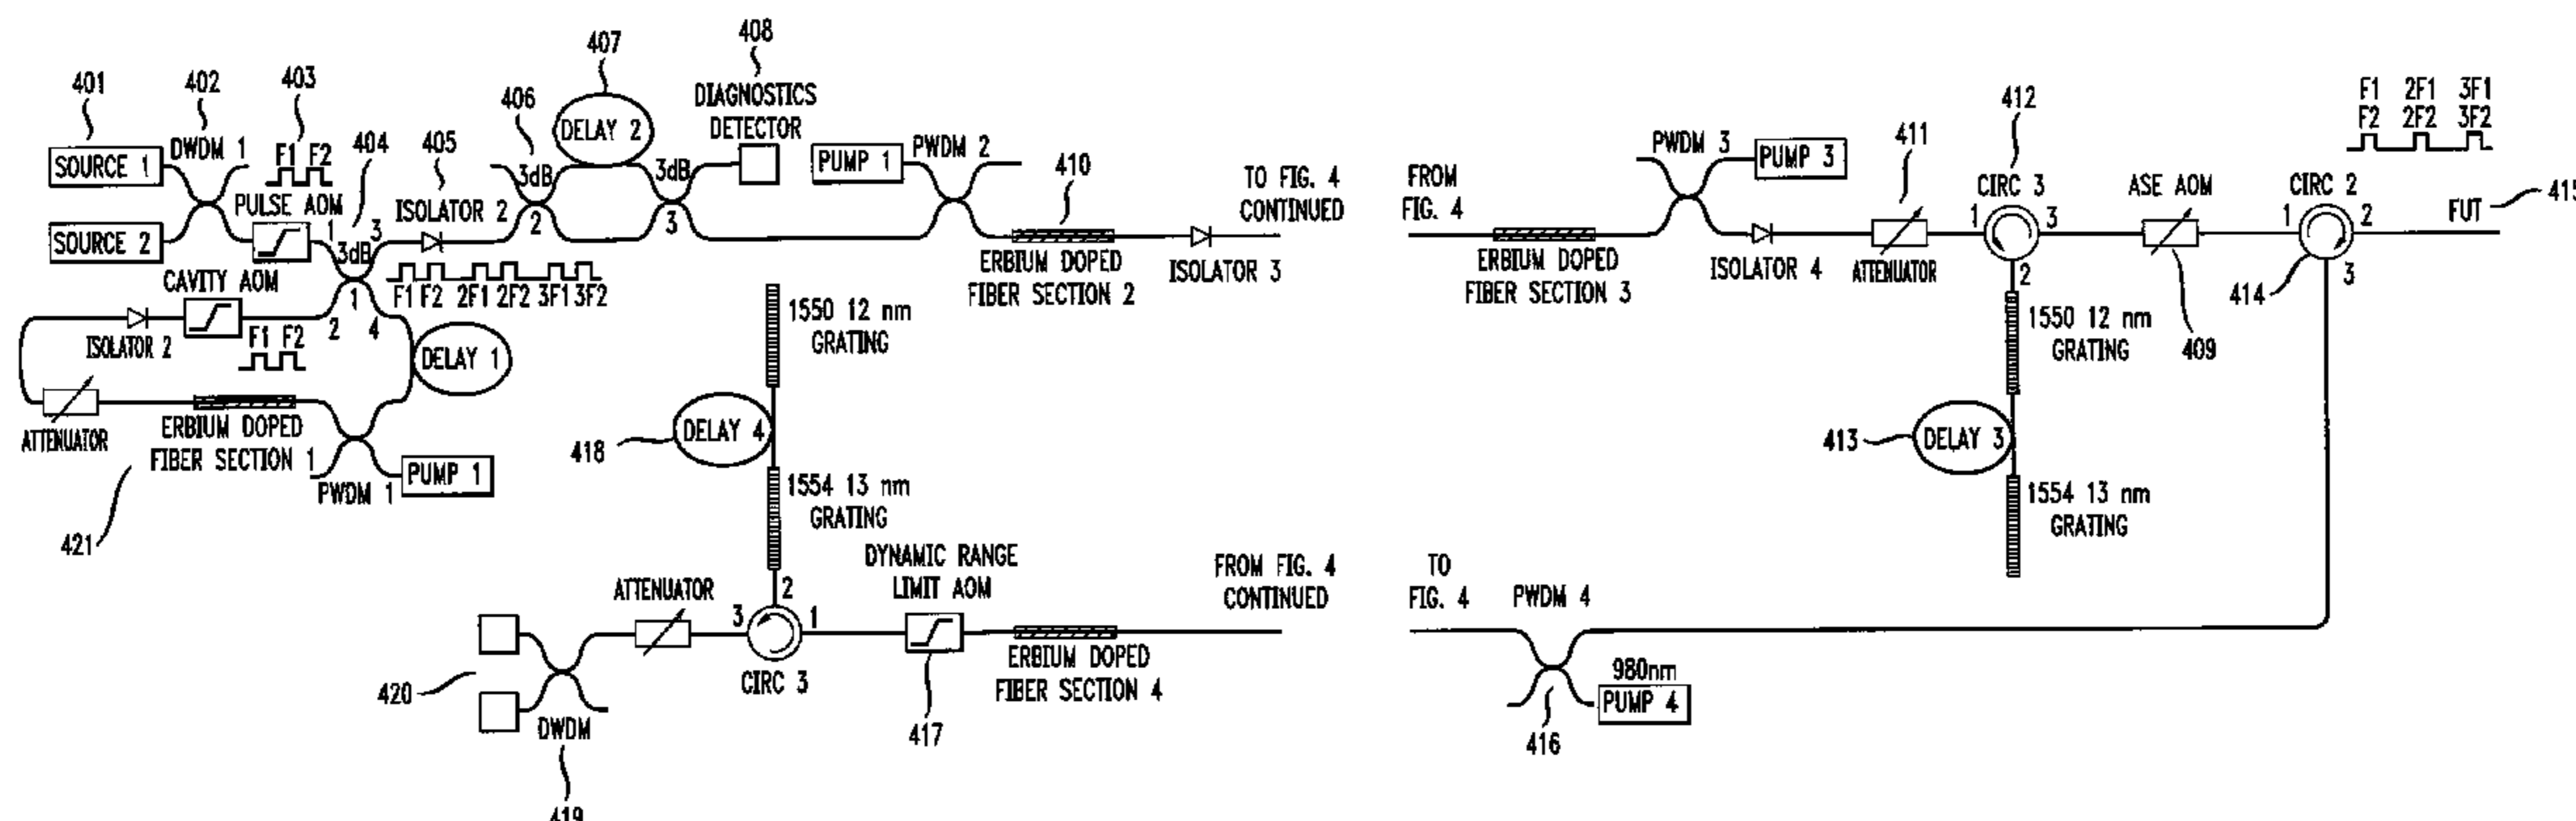 401
402
403
404
405
406
407
408
DIAGNOSTICS
DETECTOR
SOURCE 1
DWDM 1
F1 F2
PULSE AOM
SOURCE 2
1
3dB
3
ISOLATOR 2
3dB
2
DELAY 2
3dB
3
PUMP 1
PWDM 2
410
ERBIUM DOPED
FIBER SECTION 2
ISOLATOR 3
TO FIG. 4
CONTINUED
CAVITY AOM
1
2
4
F1 F2 2F1 2F2 3F1 3F2
ISOLATOR 2
F1 F2
DELAY 1
ATTENUATOR
ERBIUM DOPED
FIBER SECTION 1
PWDM 1
PUMP 1
421
1550 12 nm
GRATING
418
DELAY 4
1554 13 nm
GRATING
ATTENUATOR
3
2
1
CIRC 3
DYNAMIC RANGE
LIMIT AOM
417
ERBIUM DOPED
FIBER SECTION 4
FROM FIG. 4
CONTINUED
420
DWDM
419
FROM
FIG. 4
ERBIUM DOPED
FIBER SECTION 3
PWDM 3
PUMP 3
ISOLATOR 4
411
ATTENUATOR
412
CIRC 3
1
3
2
ASE AOM
409
CIRC 2
1
2
3
414
F1 2F1 3F1
F2 2F2 3F2
FUT
415
1550 12 nm
GRATING
413
DELAY 3
1554 13 nm
GRATING
TO
FIG. 4
PWDM 4
980nm
PUMP 4
416